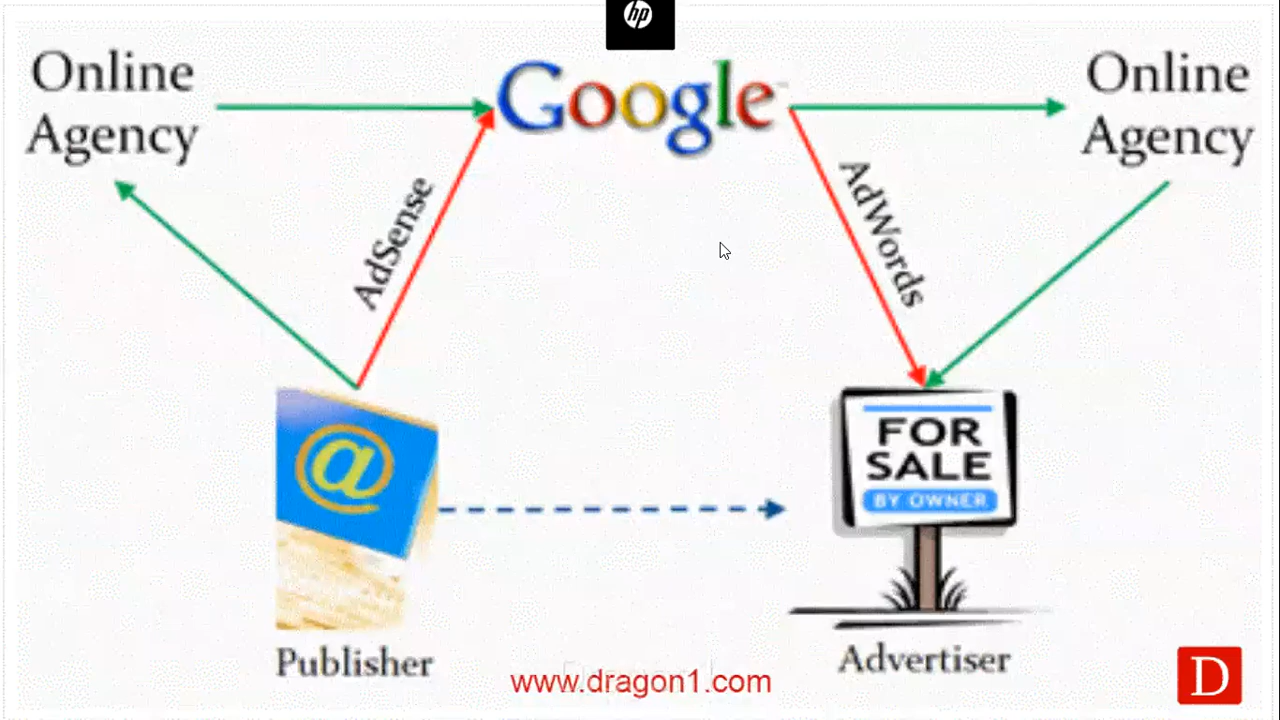 hp
Online
Agency
Google
Online
Agency
AdSense
AdWords
@
FOR
SALE
BY OWNER
Publisher
Advertiser
www.dragon1.com
D